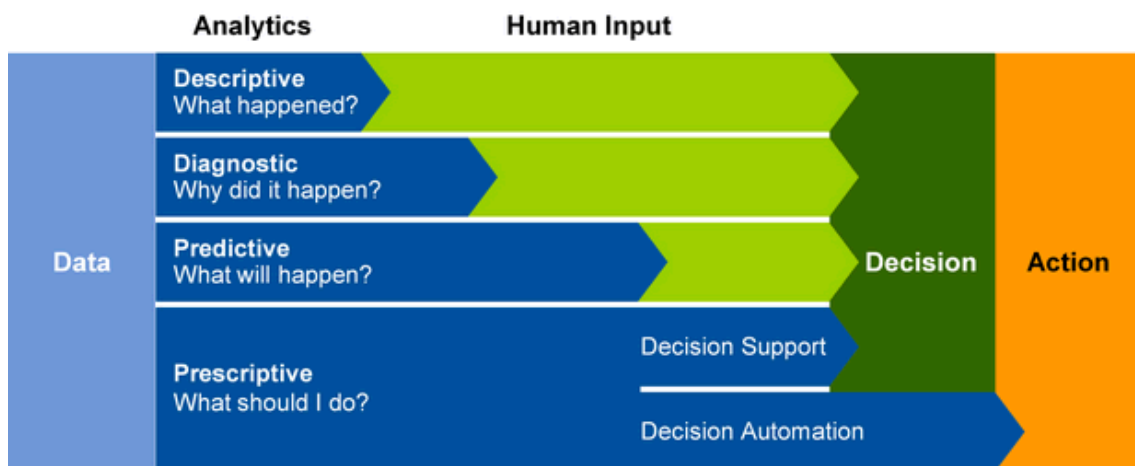 Analytics
Human Input
Descriptive
What happened?
Diagnostic
Why did it happen?
Data
Predictive
What will happen?
Decision
Action
Decision Support
Prescriptive
What should I do?
Decision Automation